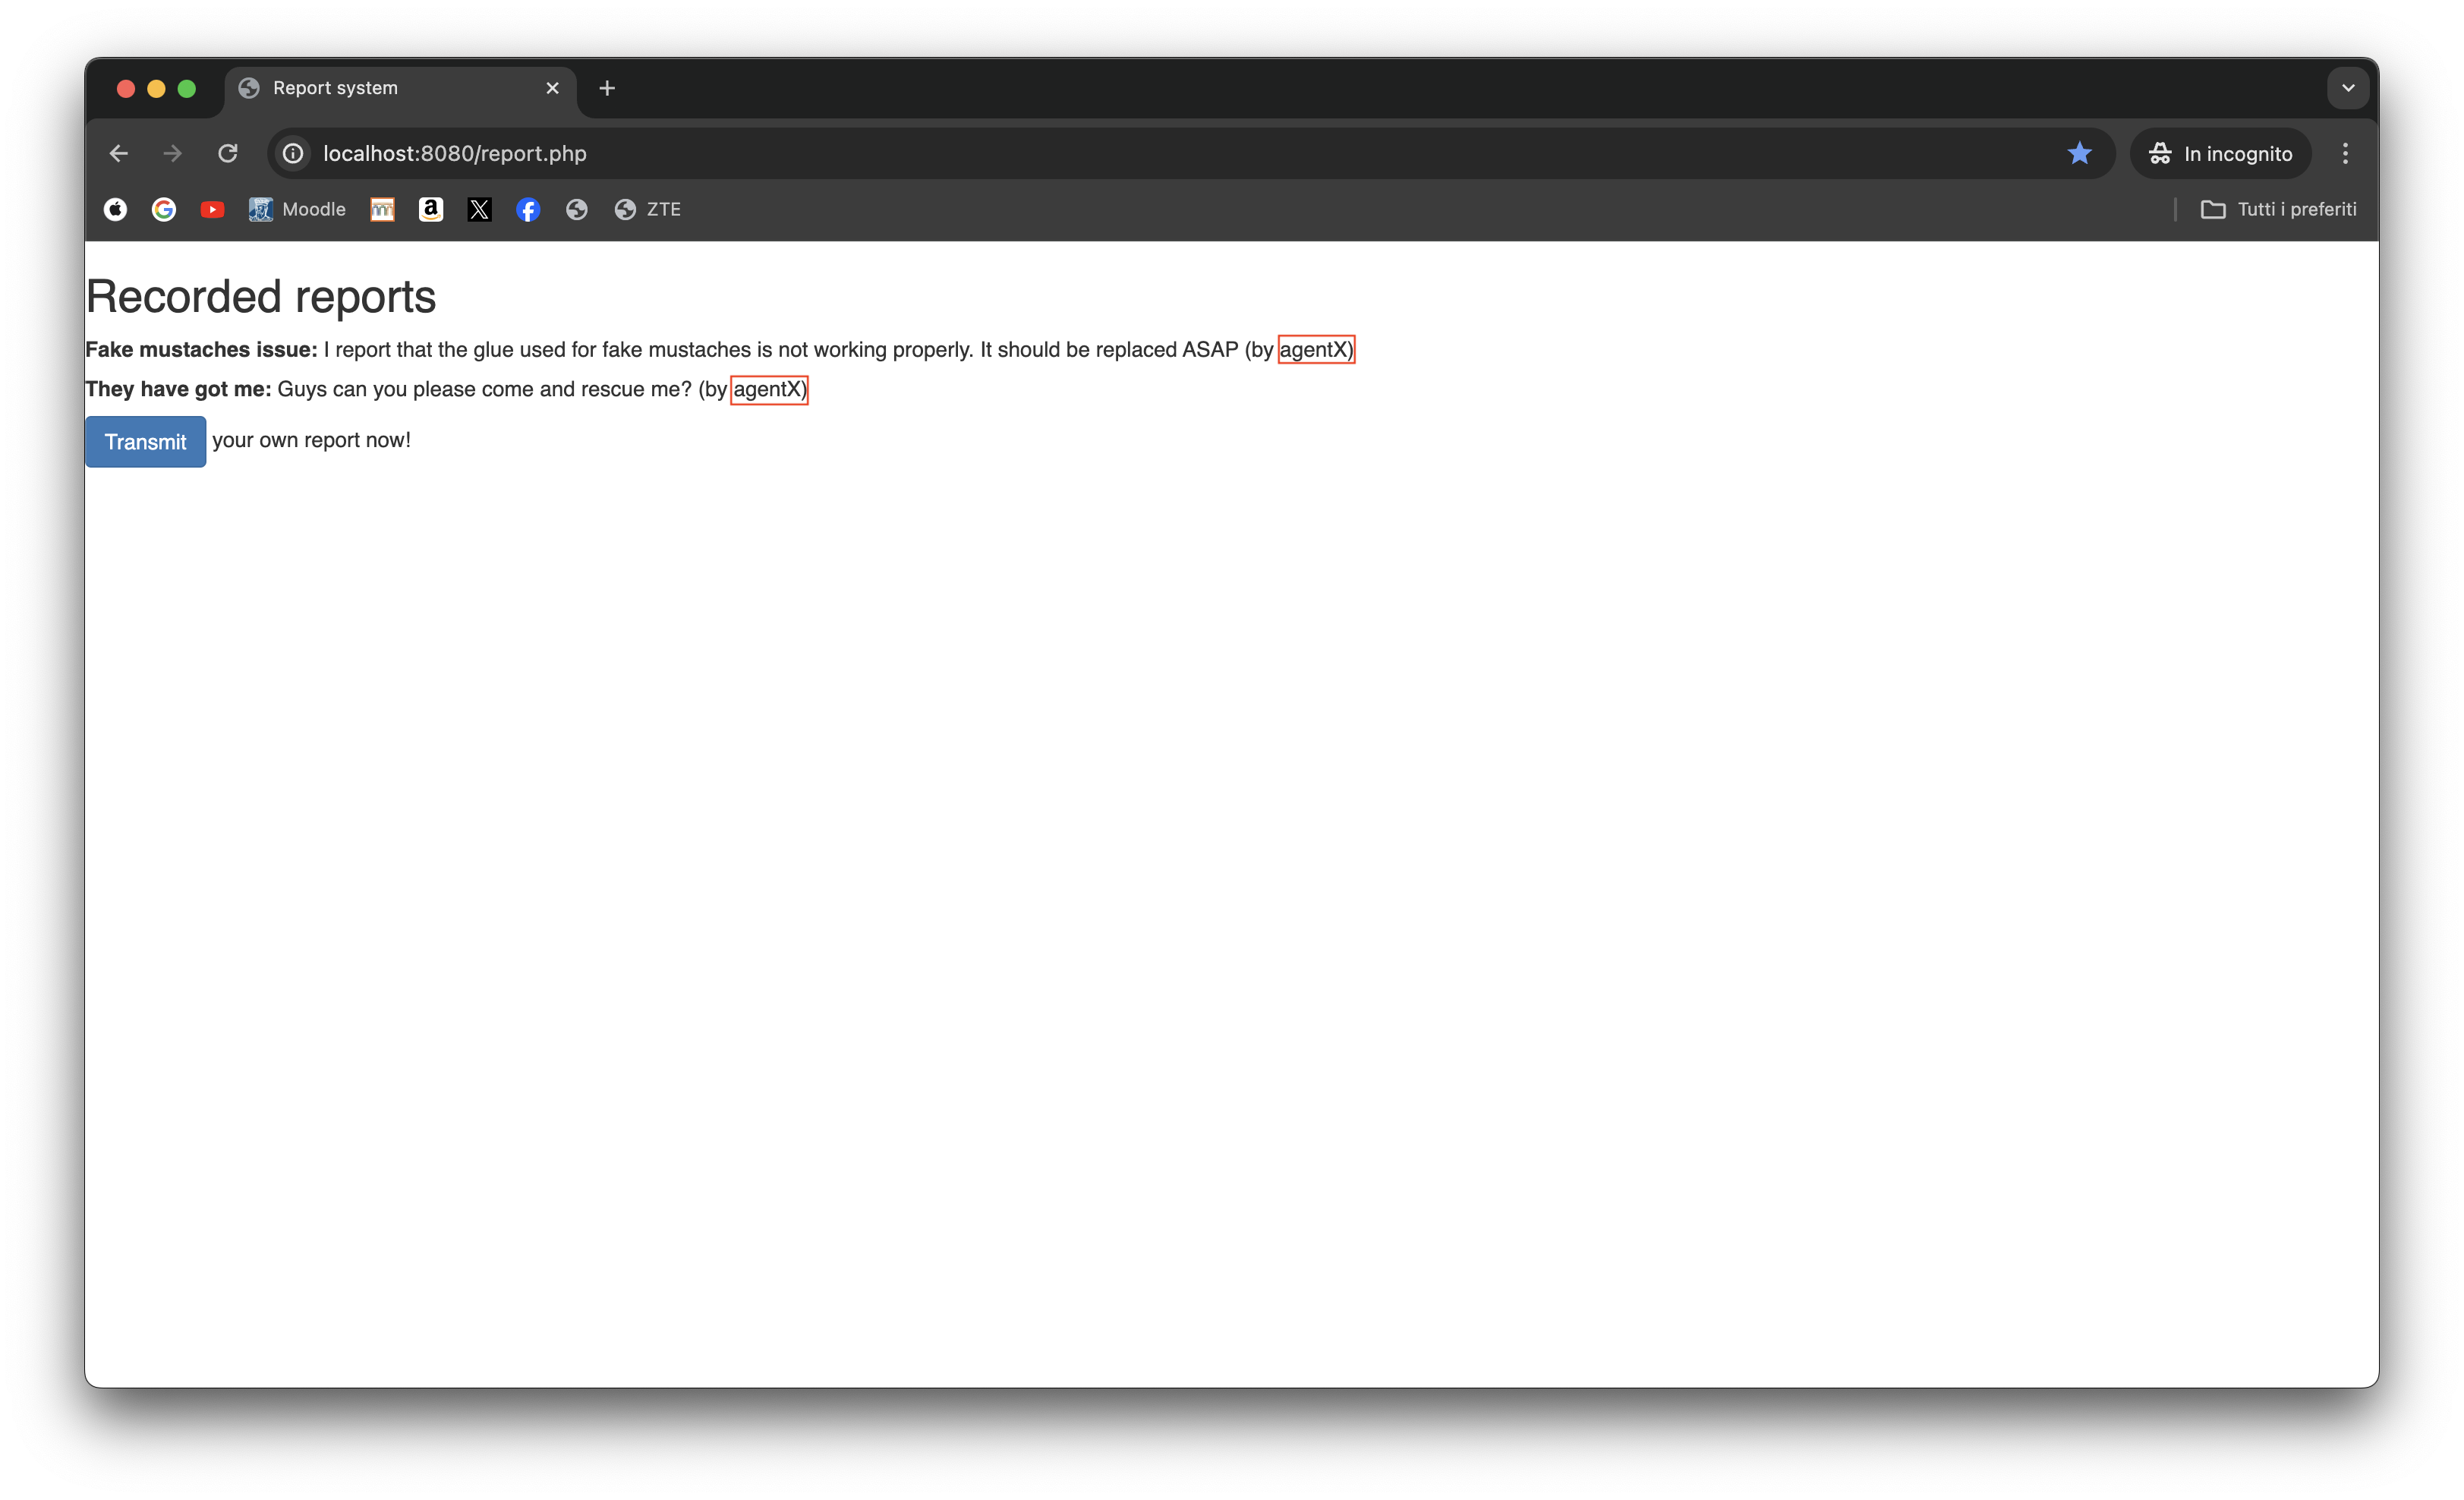 Report system
localhost:8080/report.php
In incognito
Moodle
ZTE
Tutti i preferiti
Recorded reports
Fake mustaches issue: I report that the glue used for fake mustaches is not working properly. It should be replaced ASAP (by agentX)
They have got me: Guys can you please come and rescue me? (by agentX)
Transmit your own report now!